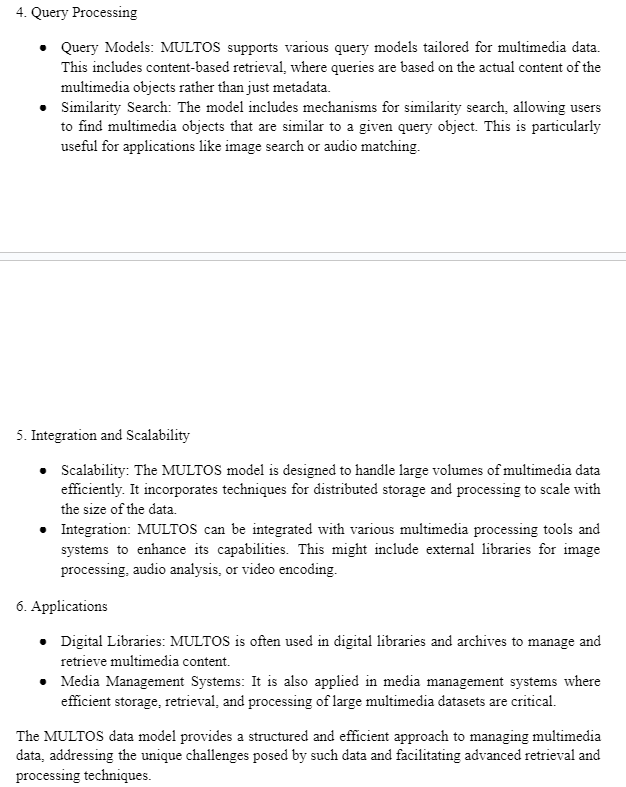 4. Query Processing
● Query Models: MULTOS supports various query models tailored for multimedia data.
This includes content-based retrieval, where queries are based on the actual content of the
multimedia objects rather than just metadata.
● Similarity Search: The model includes mechanisms for similarity search, allowing users
to find multimedia objects that are similar to a given query object. This is particularly
useful for applications like image search or audio matching.
5. Integration and Scalability
● Scalability: The MULTOS model is designed to handle large volumes of multimedia data
efficiently. It incorporates techniques for distributed storage and processing to scale with
the size of the data.
● Integration: MULTOS can be integrated with various multimedia processing tools and
systems to enhance its capabilities. This might include external libraries for image
processing, audio analysis, or video encoding.
6. Applications
● Digital Libraries: MULTOS is often used in digital libraries and archives to manage and
retrieve multimedia content.
● Media Management Systems: It is also applied in media management systems where
efficient storage, retrieval, and processing of large multimedia datasets are critical.
The MULTOS data model provides a structured and efficient approach to managing multimedia
data, addressing the unique challenges posed by such data and facilitating advanced retrieval and
processing techniques.